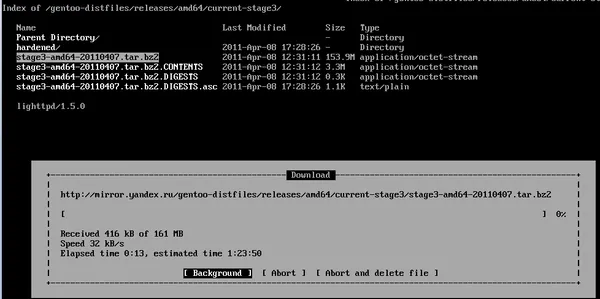 Index of /gentoo-distfiles/releases/amd64/current-stage3/
Name Last Modified Size Type
Parent Directory/ - Directory
hardened/ 2011-Apr-08 17:28:26 - Directory
stage3-amd64-20110407.tar.bz2 2011-Apr-08 12:31:11 153.9M application/octet-stream
stage3-amd64-20110407.tar.bz2.CONTENTS 2011-Apr-08 12:31:12 3.3M application/octet-stream
stage3-amd64-20110407.tar.bz2.DIGESTS 2011-Apr-08 12:31:12 0.3K application/octet-stream
stage3-amd64-20110407.tar.bz2.DIGESTS.asc 2011-Apr-08 17:28:26 1.1K text/plain
lighttpd/1.5.0
Download
http://mirror.yandex.ru/gentoo-distfiles/releases/amd64/current-stage3/stage3-amd64-20110407.tar.bz2
[ ] 0%
Received 416 kB of 161 MB
Speed 32 kB/s
Elapsed time 0:13, estimated time 1:23:50
[ Background ] [ Abort ] [ Abort and delete file ]